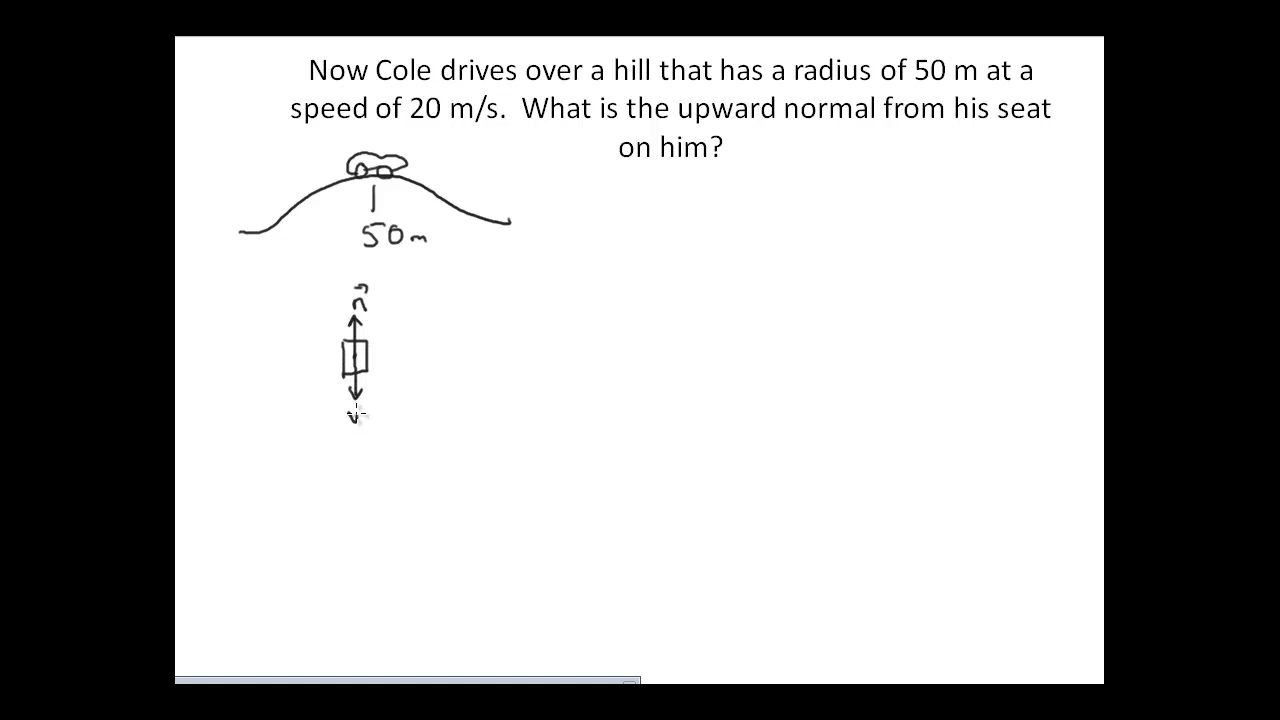 Now Cole drives over a hill that has a radius of 50 m at a
speed of 20 m/s. What is the upward normal from his seat
on him?
50m
n